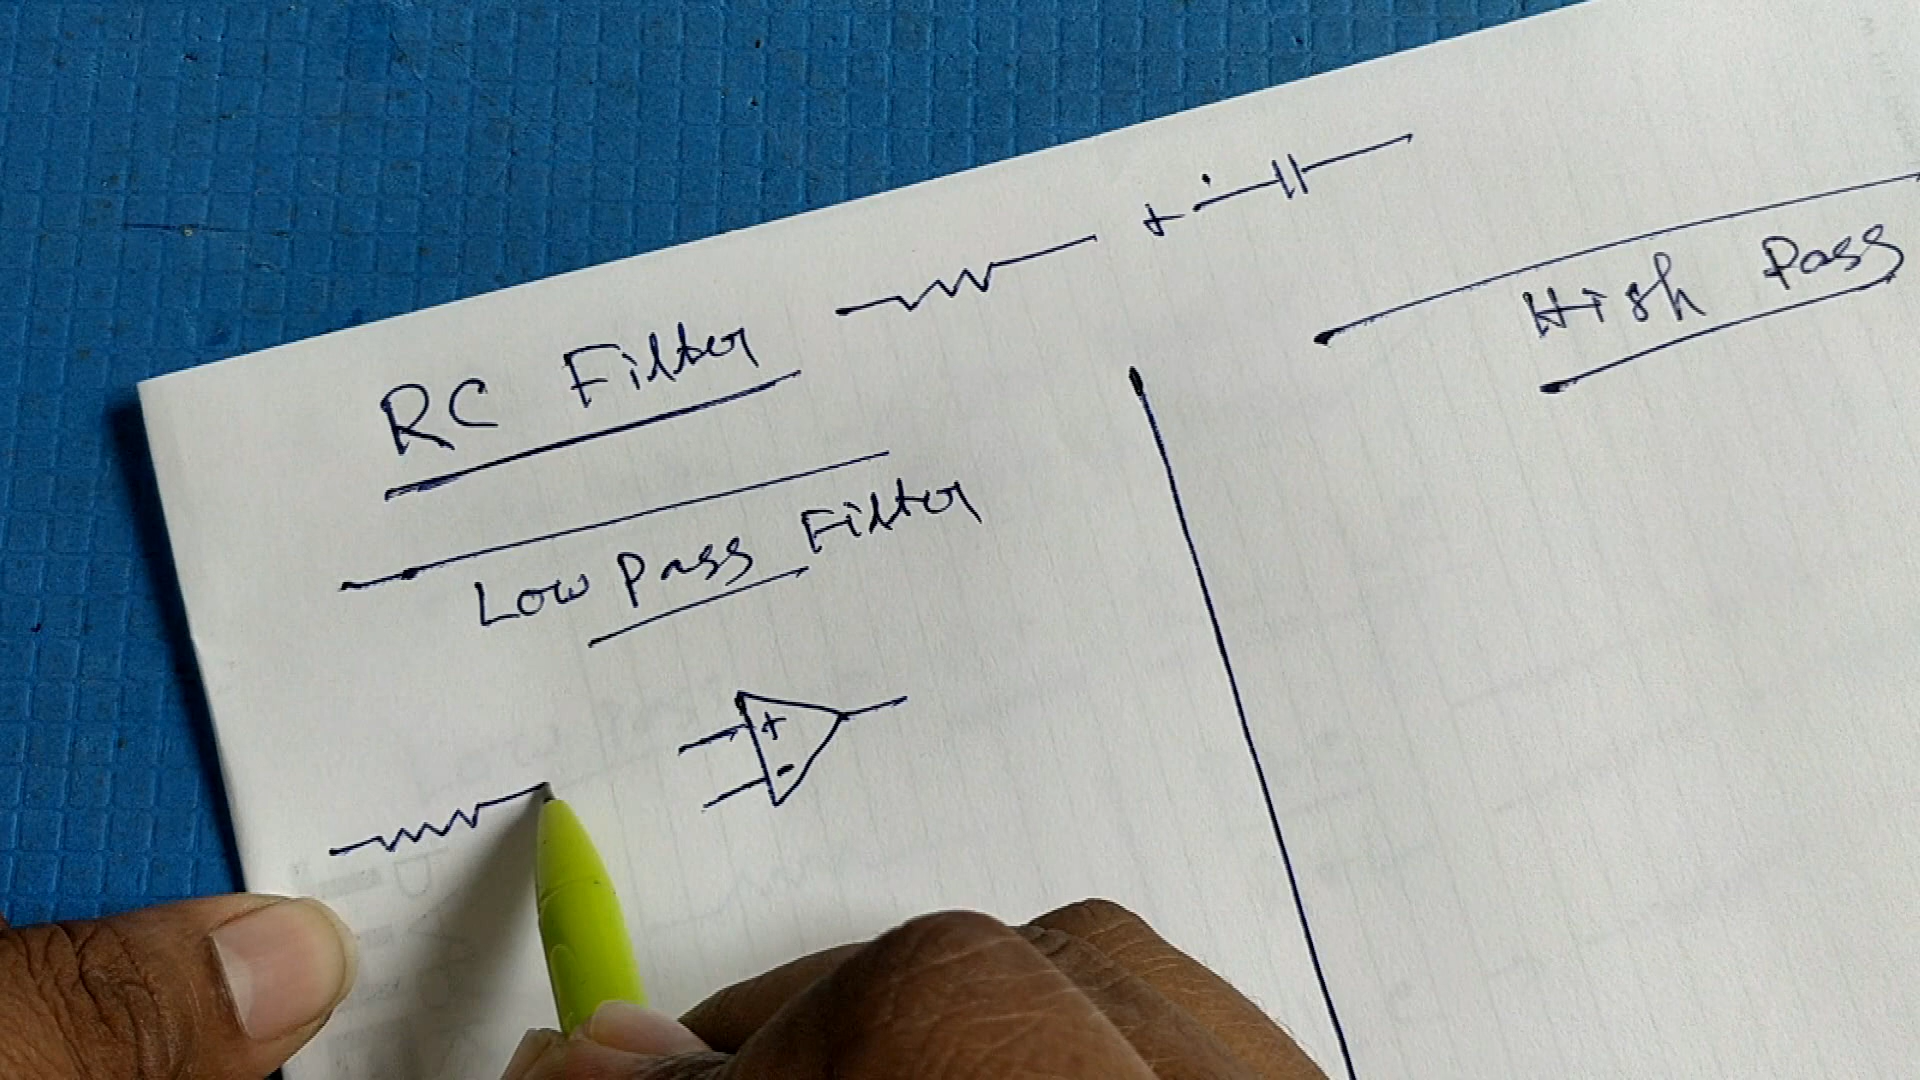 RC Filter
+
High Pass
Low Pass Filter
+
-